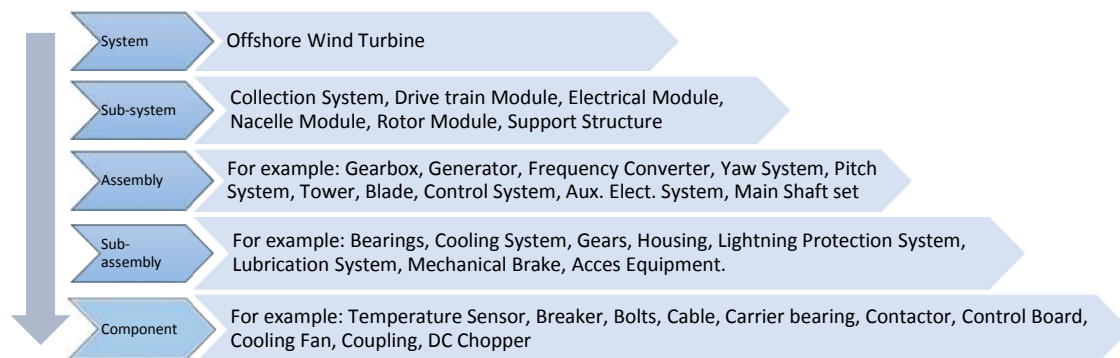 System
Offshore Wind Turbine
Sub-system
Collection System, Drive train Module, Electrical Module,
Nacelle Module, Rotor Module, Support Structure
Assembly
For example: Gearbox, Generator, Frequency Converter, Yaw System, Pitch
System, Tower, Blade, Control System, Aux. Elect. System, Main Shaft set
Sub-
assembly
For example: Bearings, Cooling System, Gears, Housing, Lightning Protection System,
Lubrication System, Mechanical Brake, Acces Equipment.
Component
For example: Temperature Sensor, Breaker, Bolts, Cable, Carrier bearing, Contactor, Control Board,
Cooling Fan, Coupling, DC Chopper